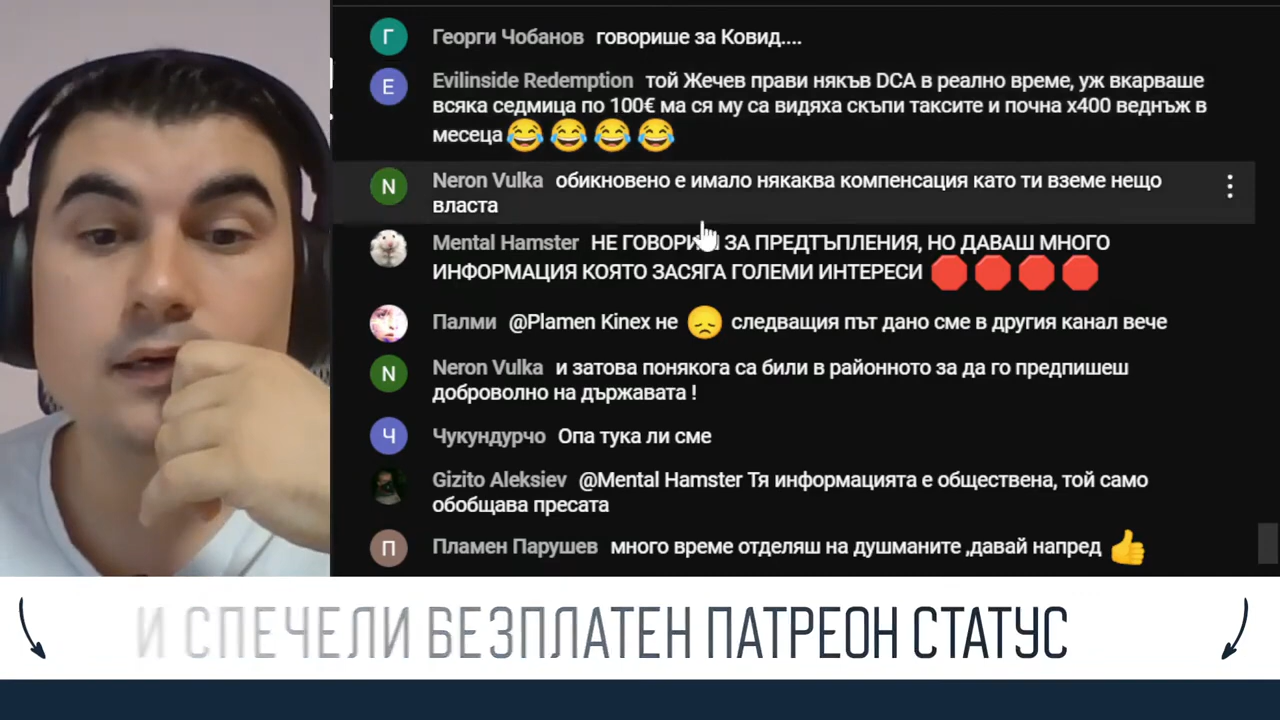 Георги Чобанов говорише за Ковид....
Evilinside Redemption той Жечев прави някъв DCA в реално време, уж вкарваше
всяка седмица по 100€ ма ся му са видяха скъпи таксите и почна x400 веднъж в
месеца 😂 😂 😂 😂
Neron Vulka обикновено е имало някаква компенсация като ти вземе нещо
власта
Mental Hamster НЕ ГОВОРИШ ЗА ПРЕДТЪПЛЕНИЯ, НО ДАВАШ МНОГО
ИНФОРМАЦИЯ КОЯТО ЗАСЯГА ГОЛЕМИ ИНТЕРЕСИ 🛑 🛑 🛑 🛑
Палми @Plamen Kinex не 😞 следващия път дано сме в другия канал вече
Neron Vulka и затова понякога са били в районното за да го предпишеш
доброволно на държавата !
Чукундурчо Опа тука ли сме
Gizito Aleksiev @Mental Hamster Тя информацията е обществена, той само
обобщава пресата
Пламен Парушев много време отделяш на душманите ,давай напред 👍
И СПЕЧЕЛИ БЕЗПЛАТЕН ПАТРЕОН СТАТУС